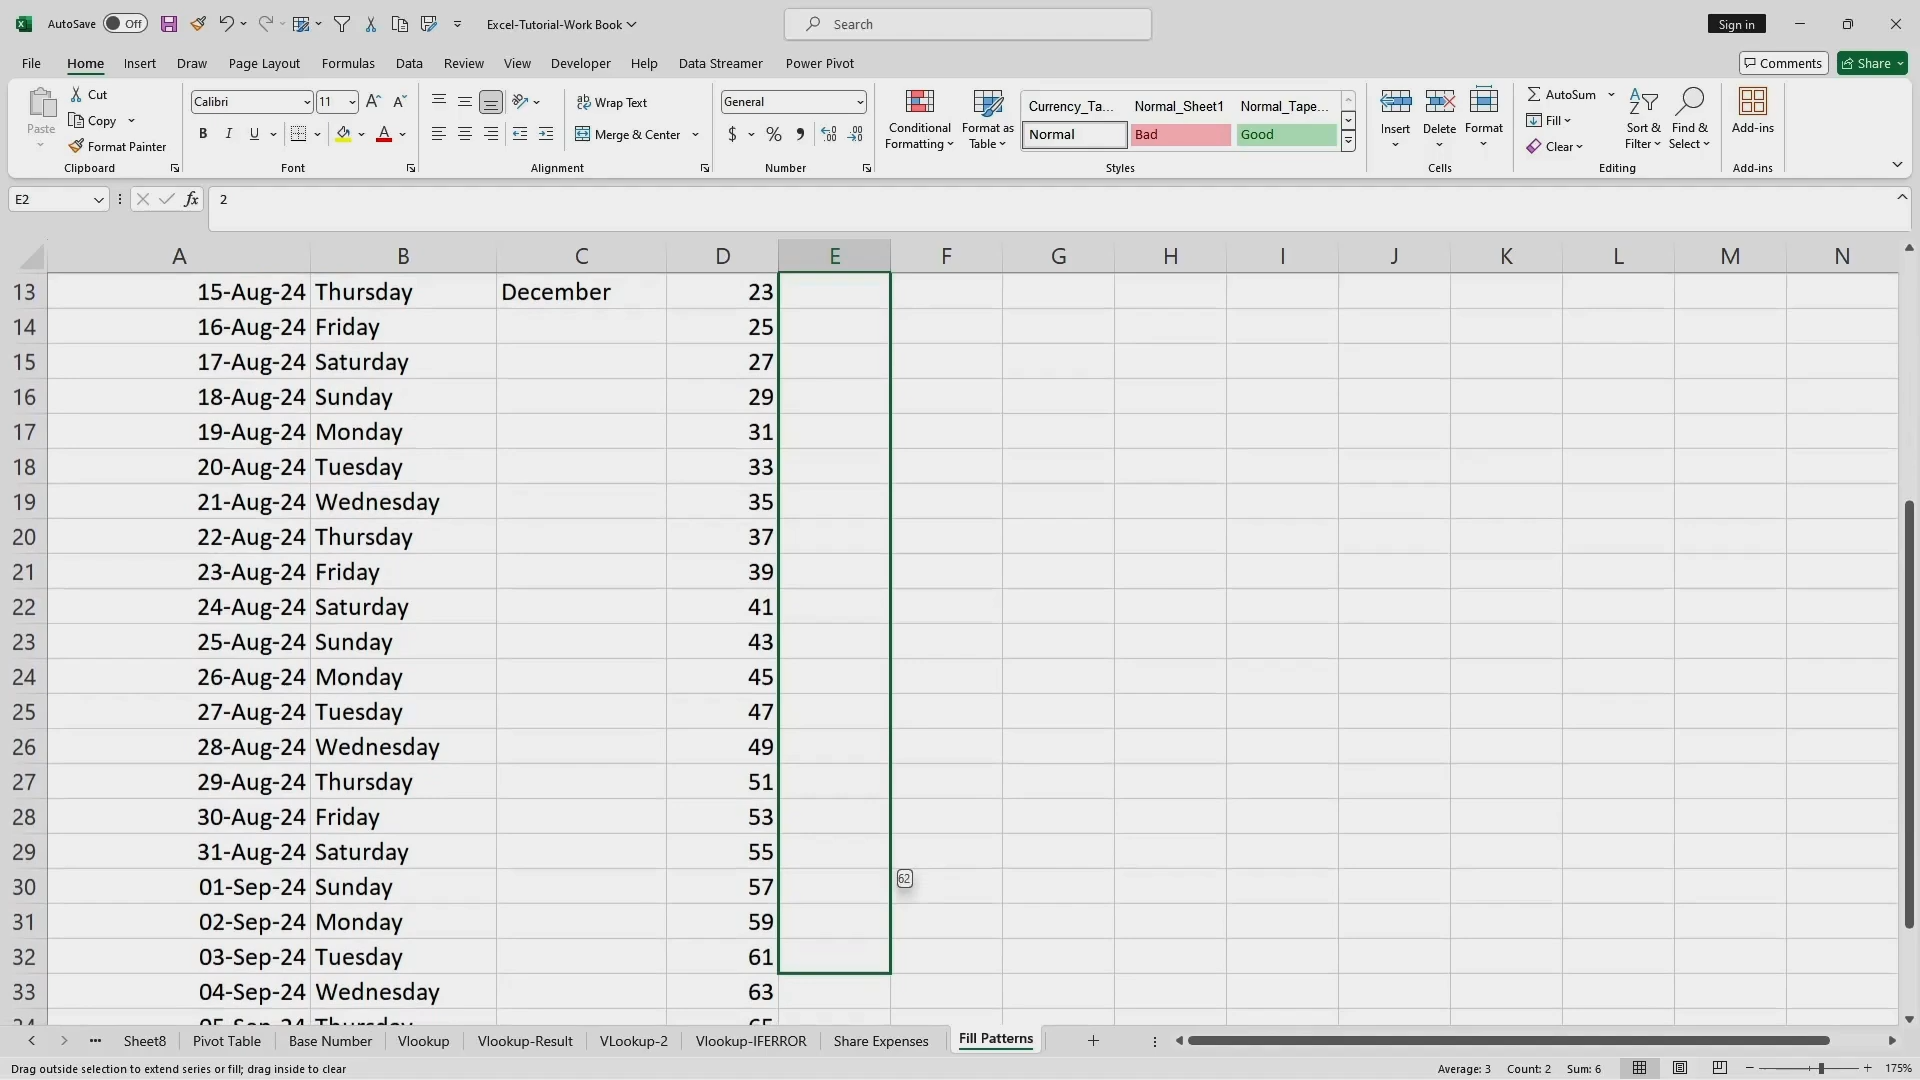 AutoSave Off Excel-Tutorial-Work Book Search Sign in
File Home Insert Draw Page Layout Formulas Data Review View Developer Help Data Streamer Power Pivot Comments Share
Paste Cut Copy Format Painter Clipboard
Calibri 11 B I U A Font
Wrap Text Merge & Center Alignment
General $ % , Number
Conditional Formatting Format as Table
Currency_Ta... Normal_Sheet1 Normal_Tape...
Normal Bad Good
Styles
Insert Delete Format Cells
AutoSum Fill Clear Sort & Filter Find & Select Editing
Add-ins Add-ins
E2 fx 2
A B C D E F G H I J K L M N
13 15-Aug-24 Thursday December 23
14 16-Aug-24 Friday 25
15 17-Aug-24 Saturday 27
16 18-Aug-24 Sunday 29
17 19-Aug-24 Monday 31
18 20-Aug-24 Tuesday 33
19 21-Aug-24 Wednesday 35
20 22-Aug-24 Thursday 37
21 23-Aug-24 Friday 39
22 24-Aug-24 Saturday 41
23 25-Aug-24 Sunday 43
24 26-Aug-24 Monday 45
25 27-Aug-24 Tuesday 47
26 28-Aug-24 Wednesday 49
27 29-Aug-24 Thursday 51
28 30-Aug-24 Friday 53
29 31-Aug-24 Saturday 55
30 01-Sep-24 Sunday 57 62
31 02-Sep-24 Monday 59
32 03-Sep-24 Tuesday 61
33 04-Sep-24 Wednesday 63
34 05-Sep-24 Thursday 65
Sheet8 Pivot Table Base Number Vlookup Vlookup-Result VLookup-2 Vlookup-IFERROR Share Expenses Fill Patterns
Drag outside selection to extend series or fill; drag inside to clear Average: 3 Count: 2 Sum: 6 175%